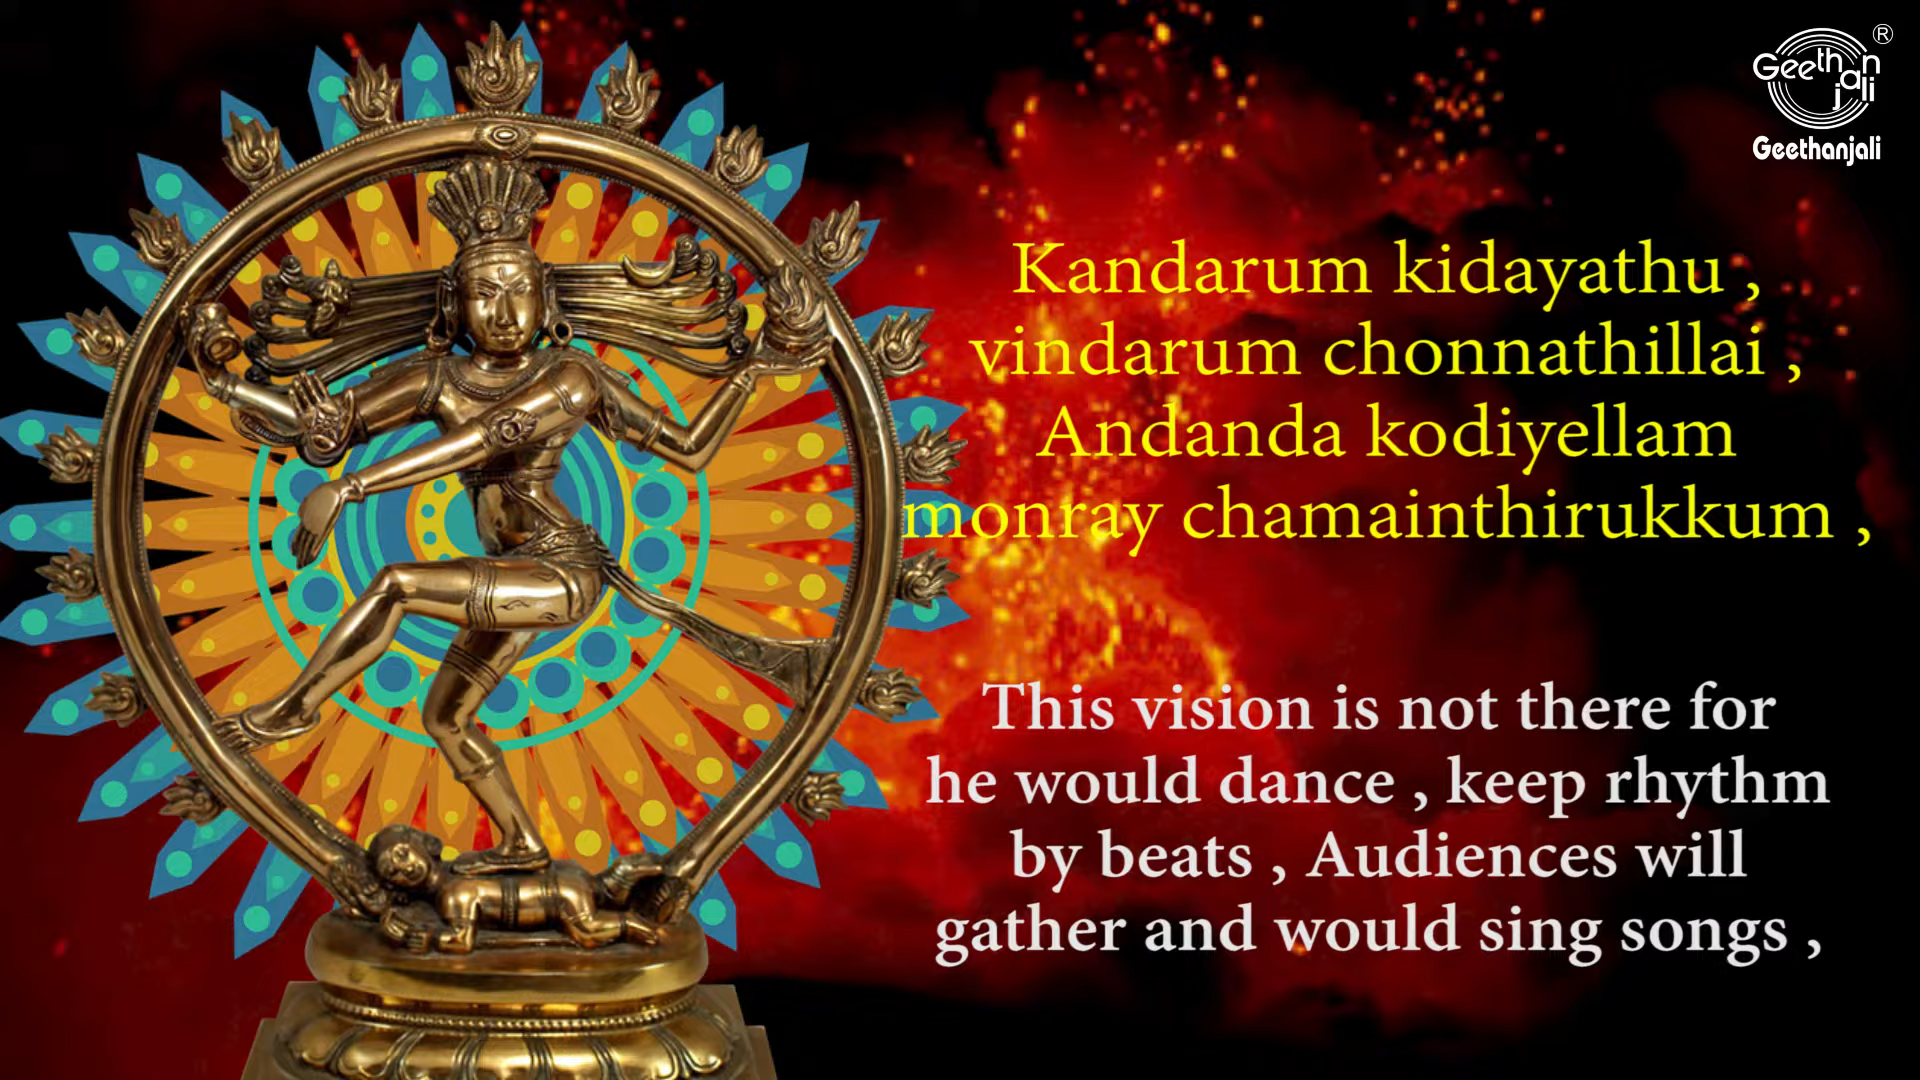 Geethanjali
®
Geethanjali
Kandarum kidayathu ,
vindarum chonnathillai ,
Andanda kodiyellam
monray chamainthirukkum ,
This vision is not there for
he would dance , keep rhythm
by beats , Audiences will
gather and would sing songs ,